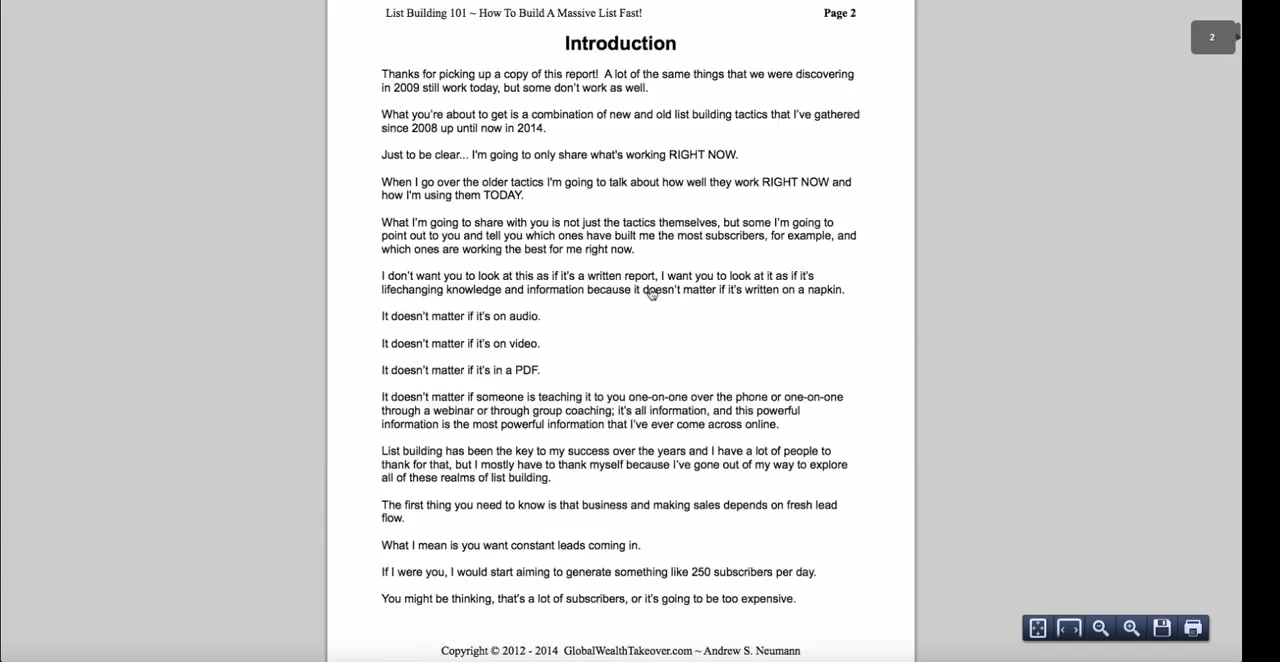 List Building 101 ~ How To Build A Massive List Fast! Page 2
2
Introduction
Thanks for picking up a copy of this report! A lot of the same things that we were discovering
in 2009 still work today, but some don't work as well.
What you're about to get is a combination of new and old list building tactics that I've gathered
since 2008 up until now in 2014.
Just to be clear... I'm going to only share what's working RIGHT NOW.
When I go over the older tactics I'm going to talk about how well they work RIGHT NOW and
how I'm using them TODAY.
What I'm going to share with you is not just the tactics themselves, but some I'm going to
point out to you and tell you which ones have built me the most subscribers, for example, and
which ones are working the best for me right now.
I don't want you to look at this as if it's a written report, I want you to look at it as if it's
lifechanging knowledge and information because it doesn't matter if it's written on a napkin.
It doesn't matter if it's on audio.
It doesn't matter if it's on video.
It doesn't matter if it's in a PDF.
It doesn't matter if someone is teaching it to you one-on-one over the phone or one-on-one
through a webinar or through group coaching; it's all information, and this powerful
information is the most powerful information that I've ever come across online.
List building has been the key to my success over the years and I have a lot of people to
thank for that, but I mostly have to thank myself because I've gone out of my way to explore
all of these realms of list building.
The first thing you need to know is that business and making sales depends on fresh lead
flow.
What I mean is you want constant leads coming in.
If I were you, I would start aiming to generate something like 250 subscribers per day.
You might be thinking, that's a lot of subscribers, or it's going to be too expensive.
Copyright © 2012 - 2014 GlobalWealthTakeover.com ~ Andrew S. Neumann